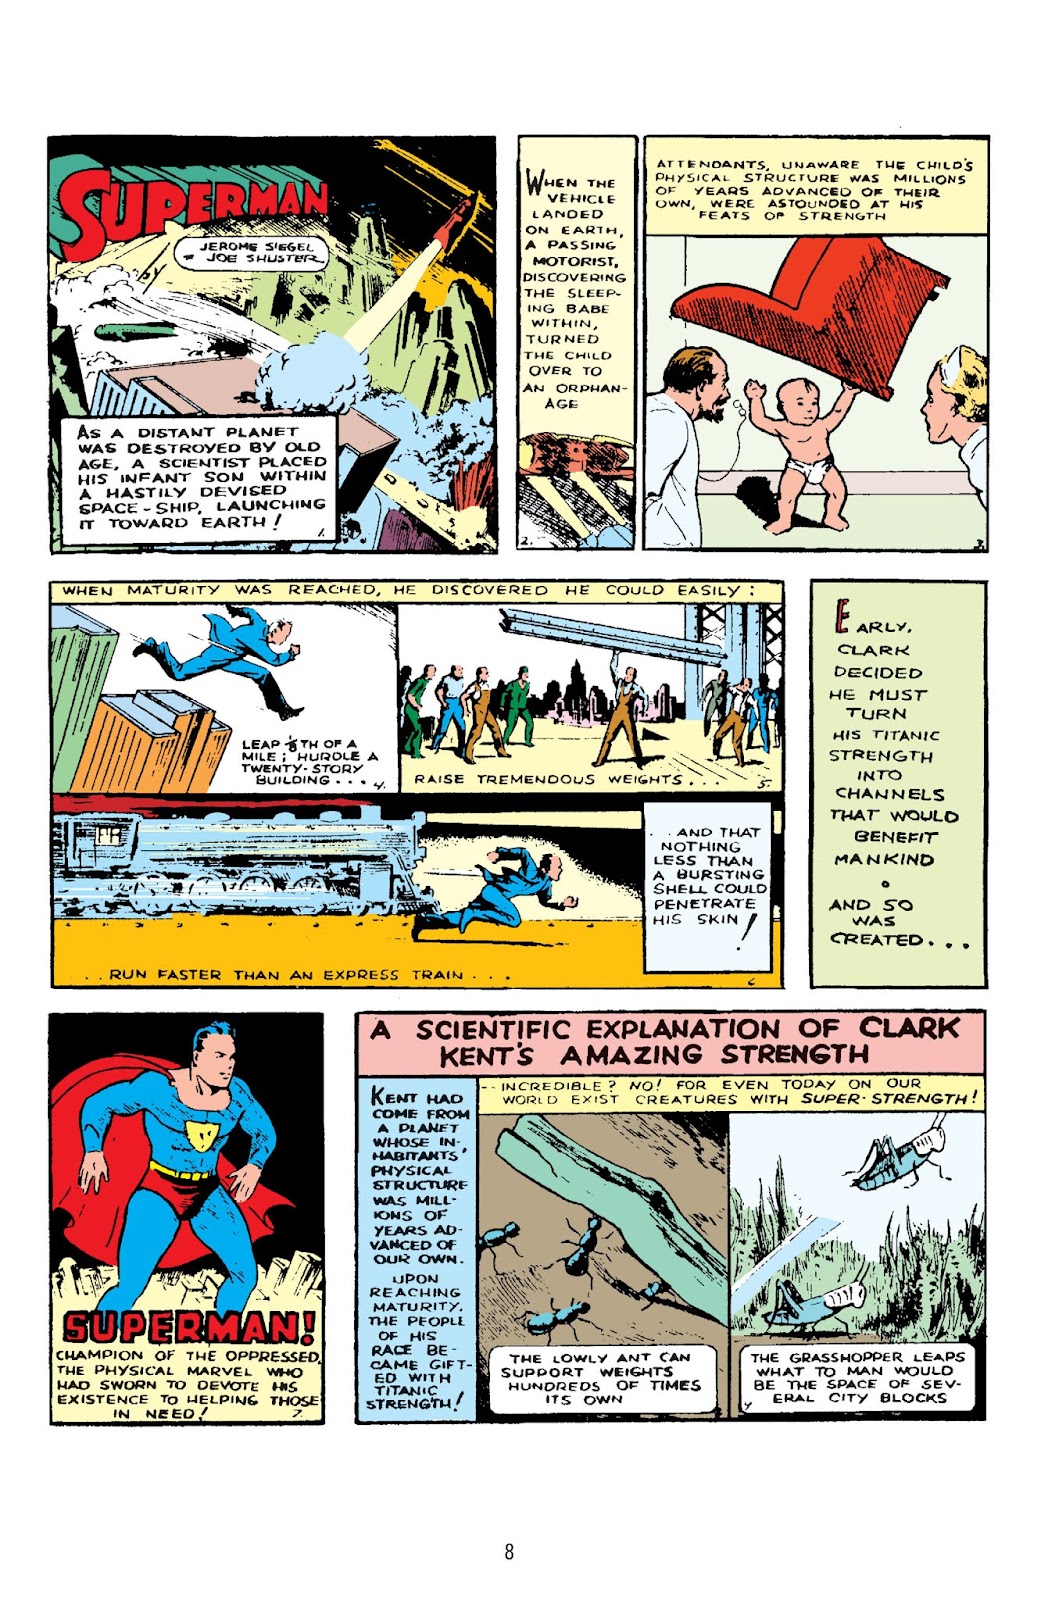 SUPERMAN
BY
JEROME SIEGEL
JOE SHUSTER
AS A DISTANT PLANET
WAS DESTROYED BY OLD
AGE, A SCIENTIST PLACED
HIS INFANT SON WITHIN
A HASTILY DEVISED
SPACE-SHIP, LAUNCHING
IT TOWARD EARTH!
1.
WHEN THE
VEHICLE
LANDED
ON EARTH,
A PASSING
MOTORIST,
DISCOVERING
THE SLEEP-
ING BABE
WITHIN,
TURNED
THE CHILD
OVER TO
AN ORPHAN-
AGE
2.
ATTENDANTS, UNAWARE THE CHILD'S
PHYSICAL STRUCTURE WAS MILLIONS
OF YEARS ADVANCED OF THEIR
OWN, WERE ASTOUNDED AT HIS
FEATS OF STRENGTH
3.
WHEN MATURITY WAS REACHED, HE DISCOVERED HE COULD EASILY:
LEAP 1/8TH OF A
MILE; HURDLE A
TWENTY-STORY
BUILDING . . .
4.
RAISE TREMENDOUS WEIGHTS . . .
5.
. . . RUN FASTER THAN AN EXPRESS TRAIN . . .
. . AND THAT
NOTHING
LESS THAN
A BURSTING
SHELL COULD
PENETRATE
HIS SKIN!
6
EARLY,
CLARK
DECIDED
HE MUST
TURN
HIS TITANIC
STRENGTH
INTO
CHANNELS
THAT WOULD
BENEFIT
MANKIND
.
AND SO
WAS
CREATED. . .
SUPERMAN!
CHAMPION OF THE OPPRESSED,
THE PHYSICAL MARVEL WHO
HAD SWORN TO DEVOTE HIS
EXISTENCE TO HELPING THOSE
IN NEED!
7.
A SCIENTIFIC EXPLANATION OF CLARK
KENT'S AMAZING STRENGTH
KENT HAD
COME FROM
A PLANET
WHOSE IN-
HABITANTS'
PHYSICAL
STRUCTURE
WAS MILL-
IONS OF
YEARS AD-
VANCED OF
OUR OWN.
UPON
REACHING
MATURITY,
THE PEOPLE
OF HIS
RACE BE-
CAME GIFT-
ED WITH
TITANIC
STRENGTH!
-- INCREDIBLE? NO! FOR EVEN TODAY ON OUR
WORLD EXIST CREATURES WITH SUPER-STRENGTH!
THE LOWLY ANT CAN
SUPPORT WEIGHTS
HUNDREDS OF TIMES
ITS OWN
THE GRASSHOPPER LEAPS
WHAT TO MAN WOULD
BE THE SPACE OF SEV-
ERAL CITY BLOCKS
8